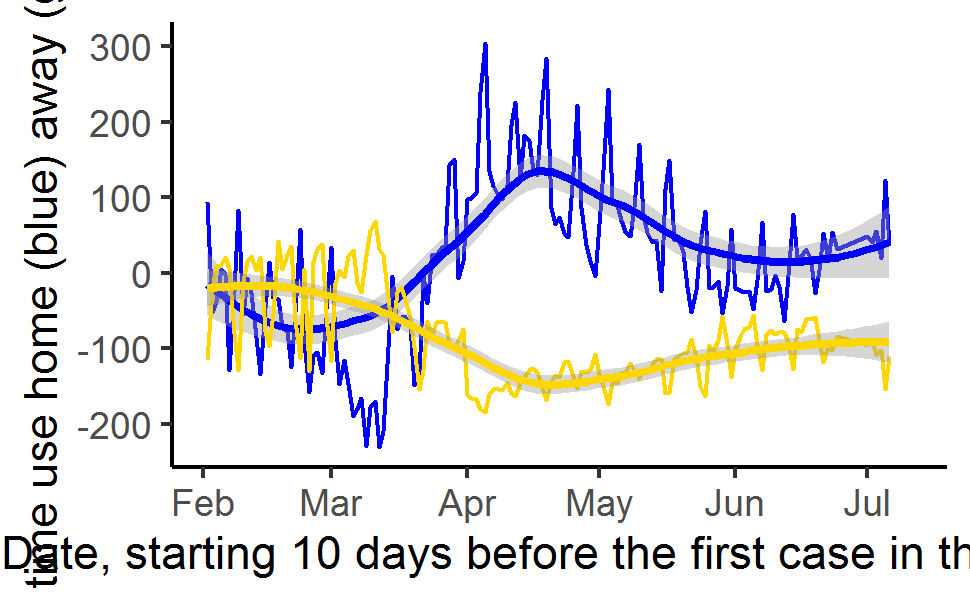 time use home (blue) away (
300
200
100
0
-100
-200
Feb Mar Apr May Jun Jul
Date, starting 10 days before the first case in th